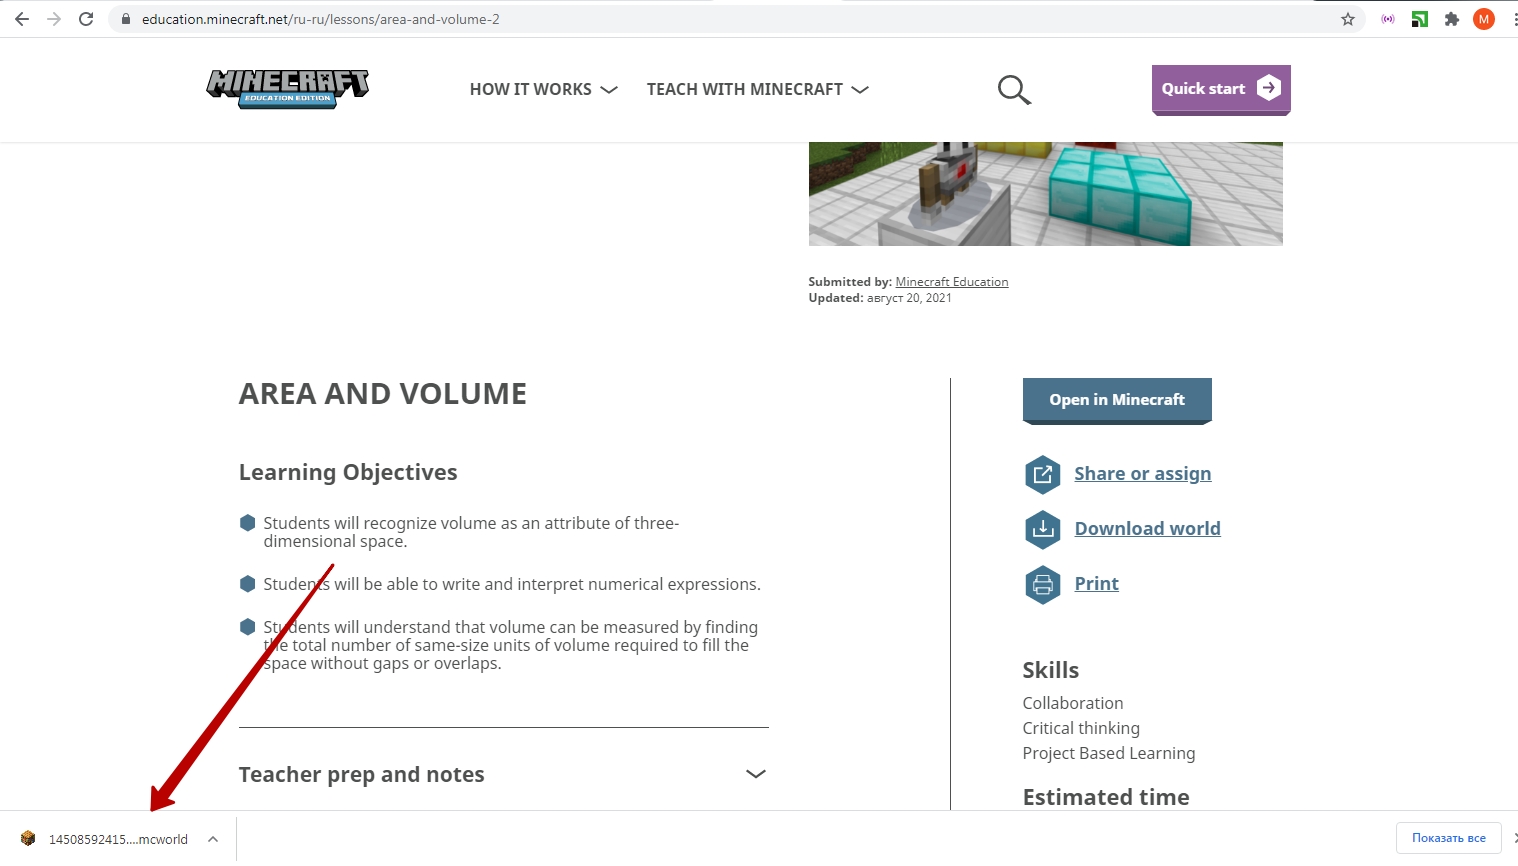 education.minecraft.net/ru-ru/lessons/area-and-volume-2
M
MINECRAFT
EDUCATION EDITION
HOW IT WORKS
TEACH WITH MINECRAFT
Quick start
Submitted by: Minecraft Education
Updated: август 20, 2021
AREA AND VOLUME
Learning Objectives
Students will recognize volume as an attribute of three-
dimensional space.
Students will be able to write and interpret numerical expressions.
Students will understand that volume can be measured by finding
the total number of same-size units of volume required to fill the
space without gaps or overlaps.
Teacher prep and notes
Open in Minecraft
Share or assign
Download world
Print
Skills
Collaboration
Critical thinking
Project Based Learning
Estimated time
14508592415....mcworld
Показать все